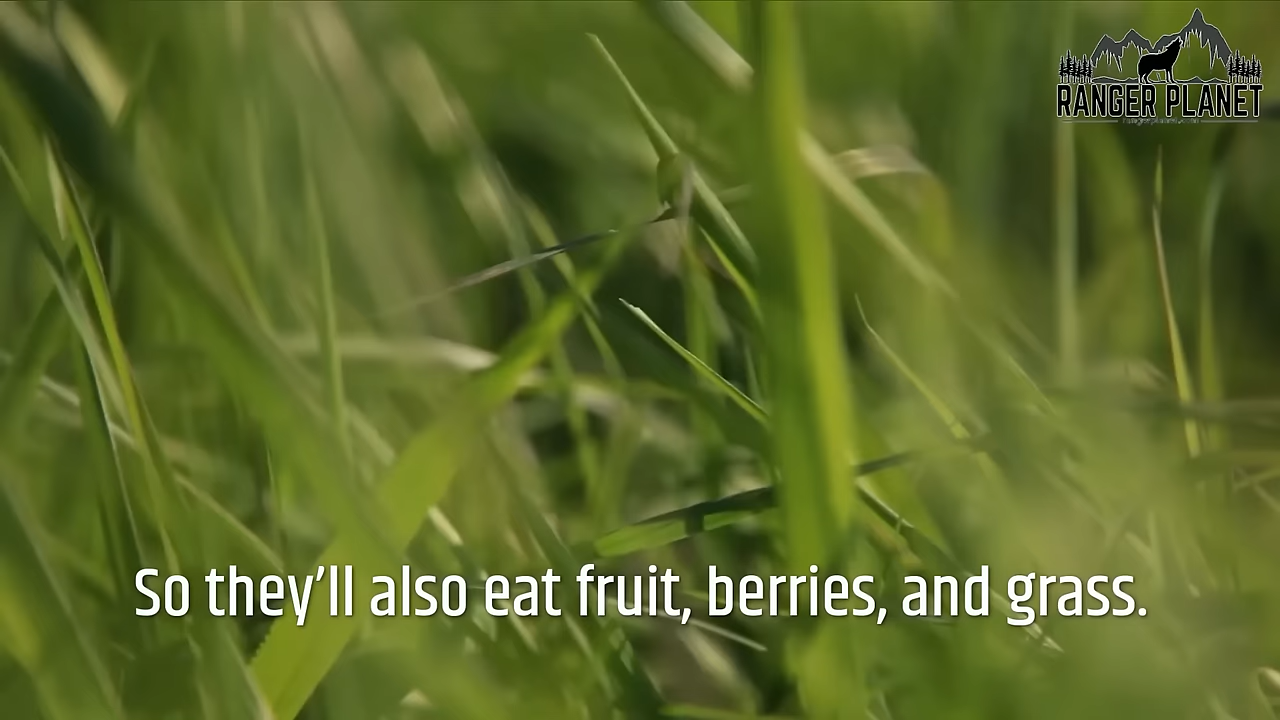 RANGER PLANET
So they'll also eat fruit, berries, and grass.